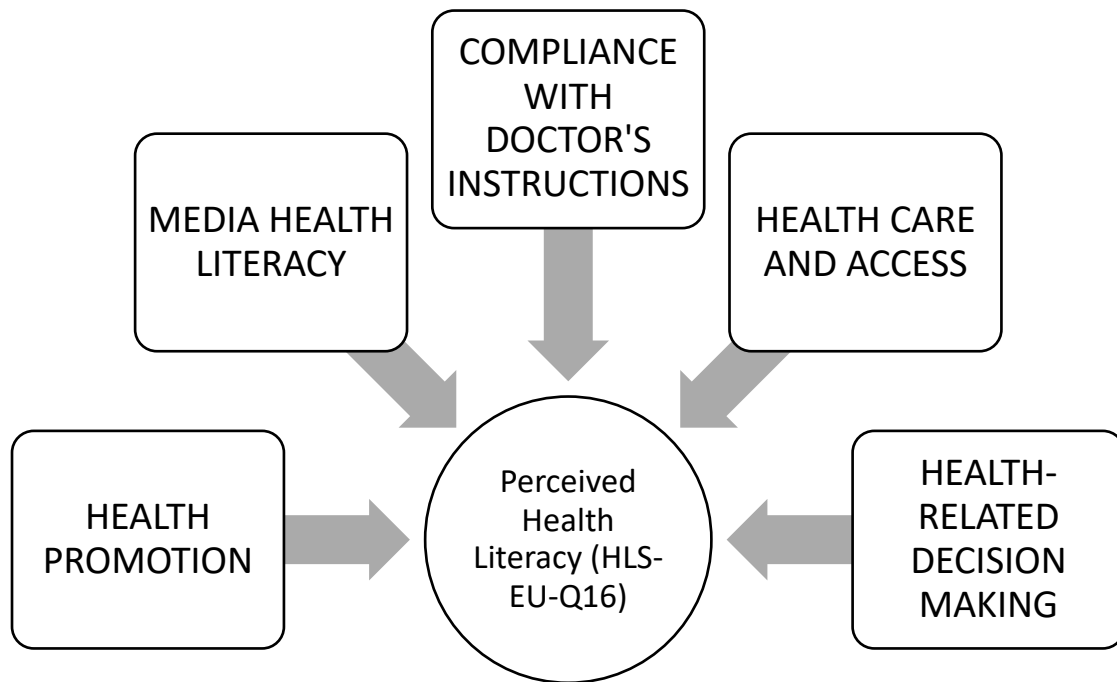 COMPLIANCE
WITH
DOCTOR'S
INSTRUCTIONS
MEDIA HEALTH
LITERACY
HEALTH CARE
AND ACCESS
HEALTH
PROMOTION
Perceived
Health
Literacy (HLS-
EU-Q16)
HEALTH-
RELATED
DECISION
MAKING